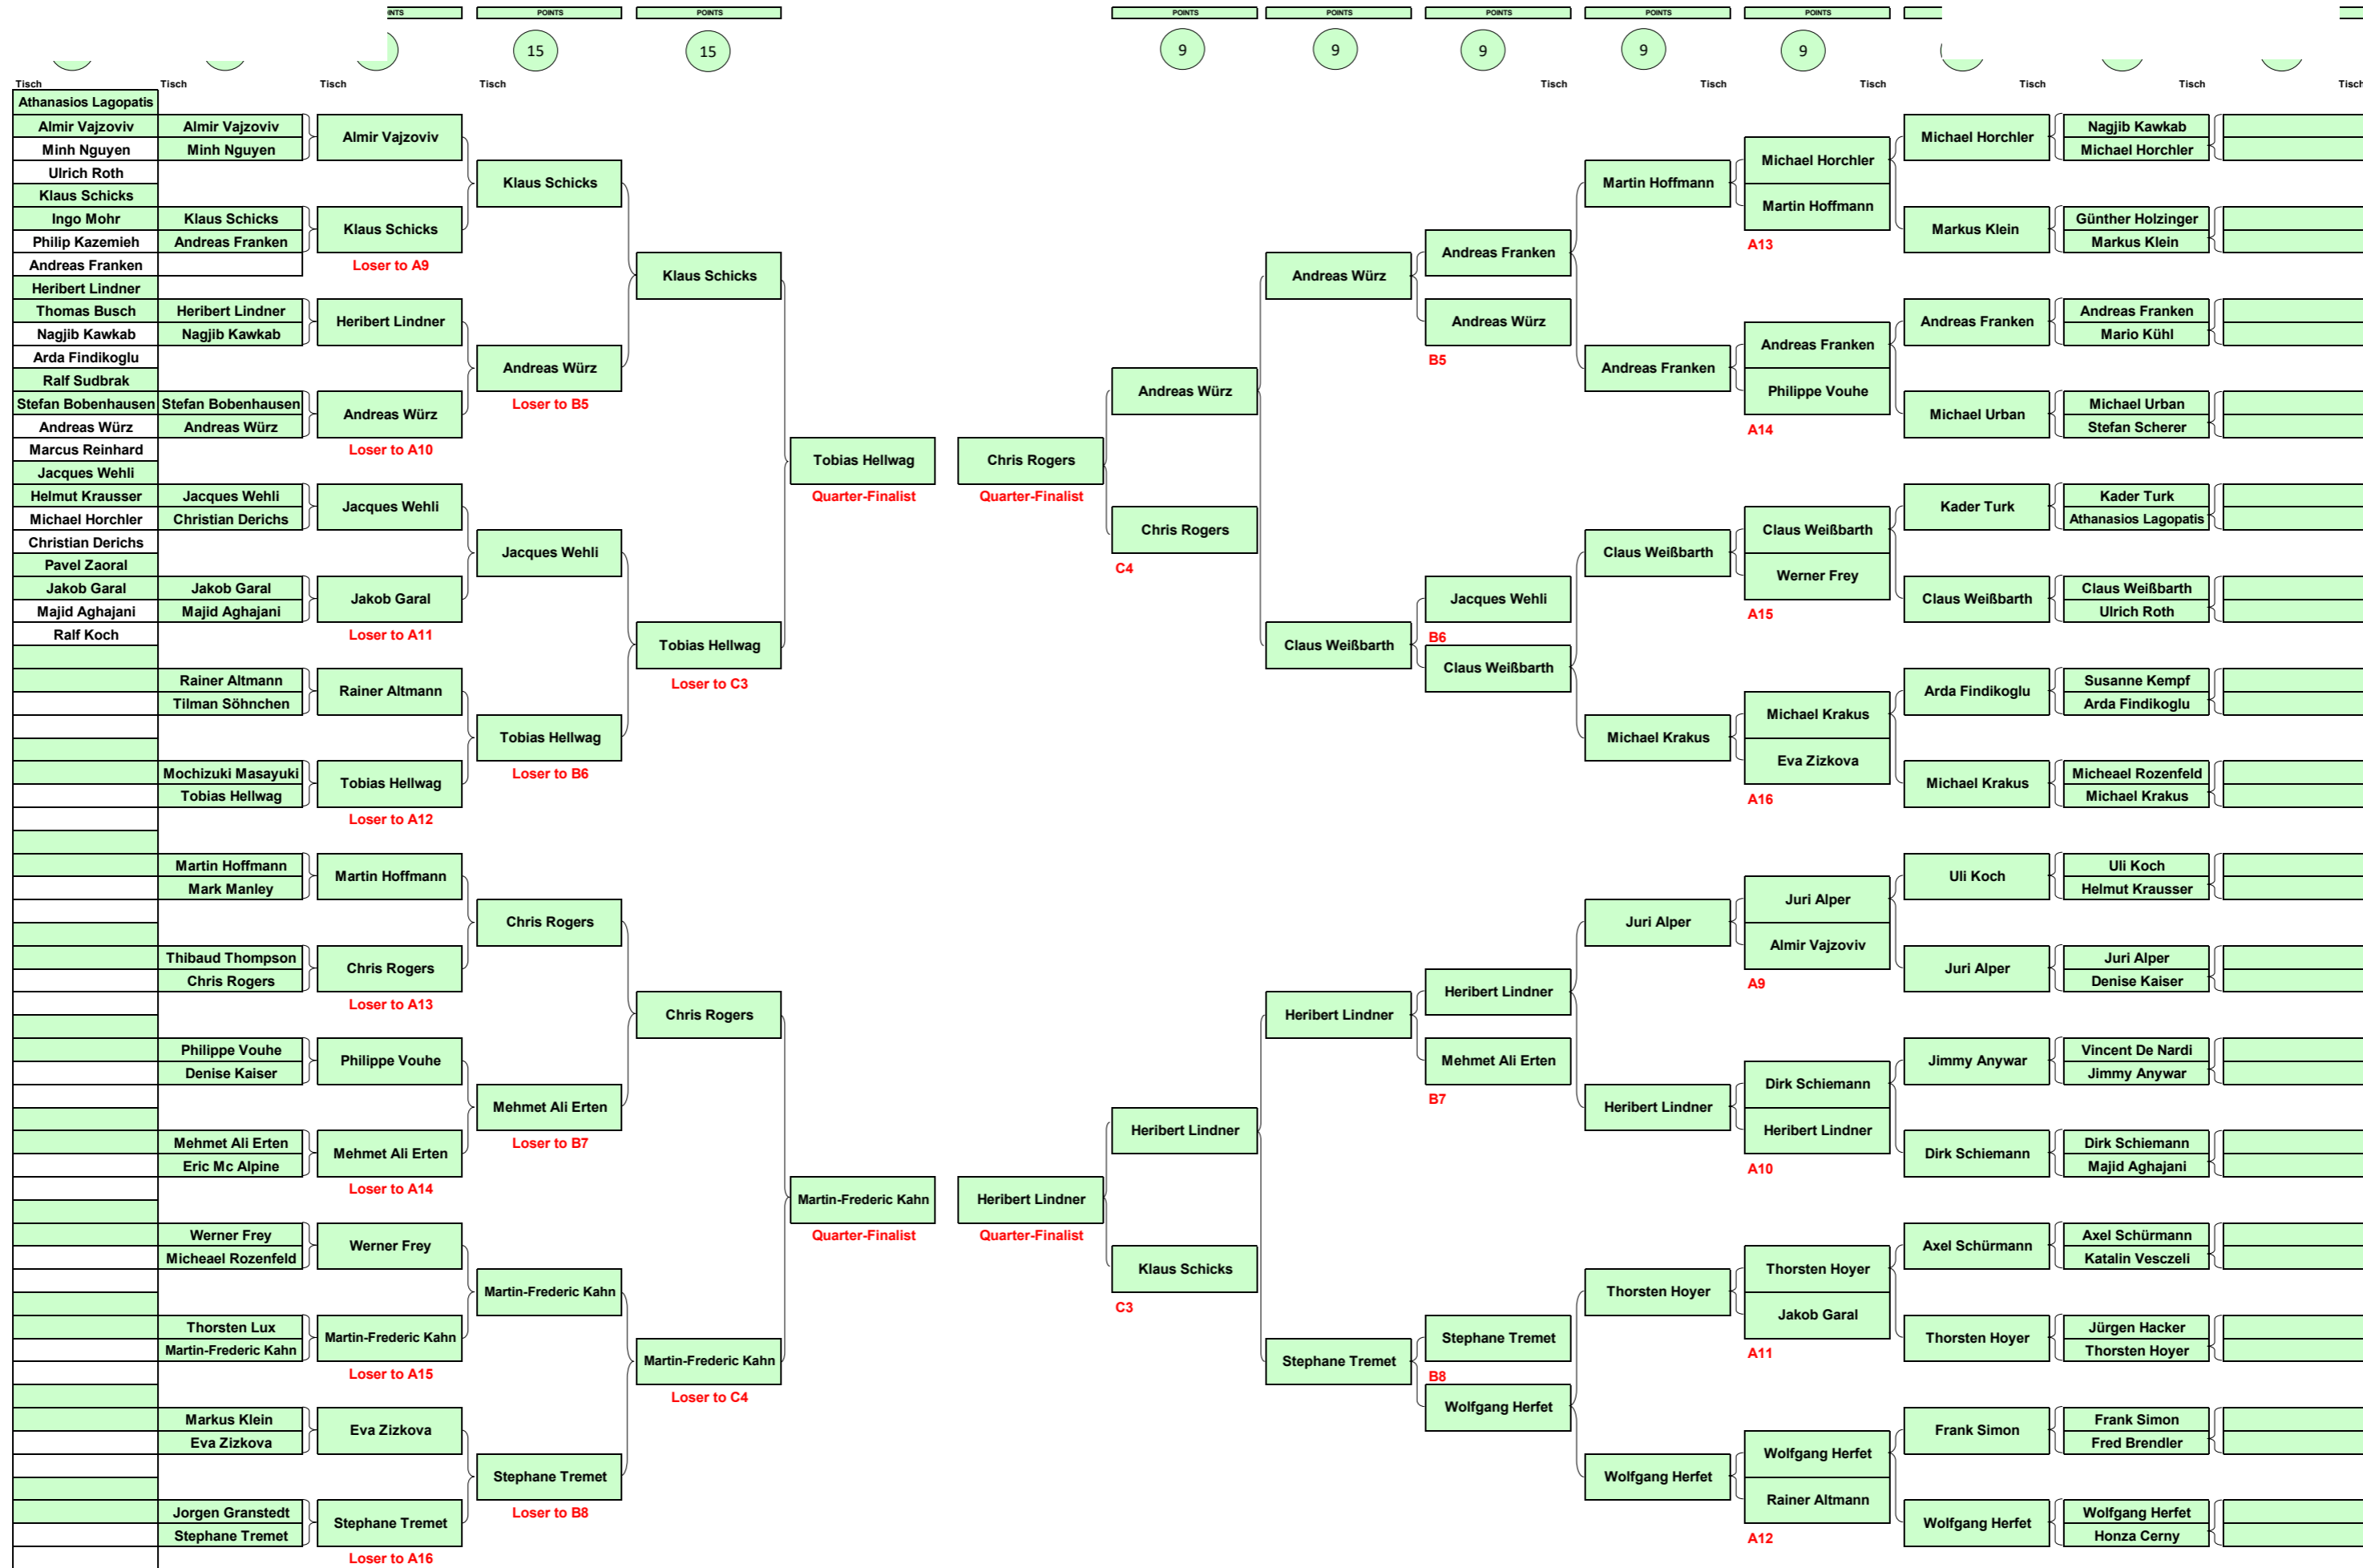 INTS
POINTS
POINTS
POINTS
POINTS
POINTS
POINTS
POINTS
15
15
9
9
9
9
9
Tisch
Tisch
Tisch
Tisch
Tisch
Tisch
Tisch
Tisch
Tisch
Tisch
Athanasios Lagopatis
Almir Vajzoviv
Minh Nguyen
Ulrich Roth
Klaus Schicks
Ingo Mohr
Philip Kazemieh
Andreas Franken
Heribert Lindner
Thomas Busch
Nagjib Kawkab
Arda Findikoglu
Ralf Sudbrak
Stefan Bobenhausen
Andreas Würz
Marcus Reinhard
Jacques Wehli
Helmut Krausser
Michael Horchler
Christian Derichs
Pavel Zaoral
Jakob Garal
Majid Aghajani
Ralf Koch
Almir Vajzoviv
Minh Nguyen
Klaus Schicks
Andreas Franken
Heribert Lindner
Nagjib Kawkab
Stefan Bobenhausen
Andreas Würz
Jacques Wehli
Christian Derichs
Jakob Garal
Majid Aghajani
Rainer Altmann
Tilman Söhnchen
Mochizuki Masayuki
Tobias Hellwag
Martin Hoffmann
Mark Manley
Thibaud Thompson
Chris Rogers
Philippe Vouhe
Denise Kaiser
Mehmet Ali Erten
Eric Mc Alpine
Werner Frey
Micheael Rozenfeld
Thorsten Lux
Martin-Frederic Kahn
Markus Klein
Eva Zizkova
Jorgen Granstedt
Stephane Tremet
Almir Vajzoviv
Klaus Schicks
Loser to A9
Heribert Lindner
Andreas Würz
Loser to A10
Jacques Wehli
Jakob Garal
Loser to A11
Rainer Altmann
Tobias Hellwag
Loser to A12
Martin Hoffmann
Chris Rogers
Loser to A13
Philippe Vouhe
Mehmet Ali Erten
Loser to A14
Werner Frey
Martin-Frederic Kahn
Loser to A15
Eva Zizkova
Stephane Tremet
Loser to A16
Klaus Schicks
Andreas Würz
Loser to B5
Jacques Wehli
Tobias Hellwag
Loser to B6
Chris Rogers
Mehmet Ali Erten
Loser to B7
Martin-Frederic Kahn
Stephane Tremet
Loser to B8
Klaus Schicks
Tobias Hellwag
Loser to C3
Chris Rogers
Martin-Frederic Kahn
Loser to C4
Tobias Hellwag
Quarter-Finalist
Martin-Frederic Kahn
Quarter-Finalist
Chris Rogers
Quarter-Finalist
Heribert Lindner
Quarter-Finalist
Andreas Würz
Chris Rogers
C4
Heribert Lindner
Klaus Schicks
C3
Andreas Würz
Claus Weißbarth
Heribert Lindner
Stephane Tremet
Andreas Franken
Andreas Würz
B5
Jacques Wehli
B6
Claus Weißbarth
Heribert Lindner
Mehmet Ali Erten
B7
Stephane Tremet
B8
Wolfgang Herfet
Martin Hoffmann
Andreas Franken
Claus Weißbarth
Michael Krakus
Juri Alper
Heribert Lindner
Thorsten Hoyer
Wolfgang Herfet
Michael Horchler
Martin Hoffmann
A13
Andreas Franken
Philippe Vouhe
A14
Claus Weißbarth
Werner Frey
A15
Michael Krakus
Eva Zizkova
A16
Juri Alper
Almir Vajzoviv
A9
Dirk Schiemann
Heribert Lindner
A10
Thorsten Hoyer
Jakob Garal
A11
Wolfgang Herfet
Rainer Altmann
A12
Michael Horchler
Markus Klein
Andreas Franken
Michael Urban
Kader Turk
Claus Weißbarth
Arda Findikoglu
Michael Krakus
Uli Koch
Juri Alper
Jimmy Anywar
Dirk Schiemann
Axel Schürmann
Thorsten Hoyer
Frank Simon
Wolfgang Herfet
Nagjib Kawkab
Michael Horchler
Günther Holzinger
Markus Klein
Andreas Franken
Mario Kühl
Michael Urban
Stefan Scherer
Kader Turk
Athanasios Lagopatis
Claus Weißbarth
Ulrich Roth
Susanne Kempf
Arda Findikoglu
Micheael Rozenfeld
Michael Krakus
Uli Koch
Helmut Krausser
Juri Alper
Denise Kaiser
Vincent De Nardi
Jimmy Anywar
Dirk Schiemann
Majid Aghajani
Axel Schürmann
Katalin Vesczeli
Jürgen Hacker
Thorsten Hoyer
Frank Simon
Fred Brendler
Wolfgang Herfet
Honza Cerny